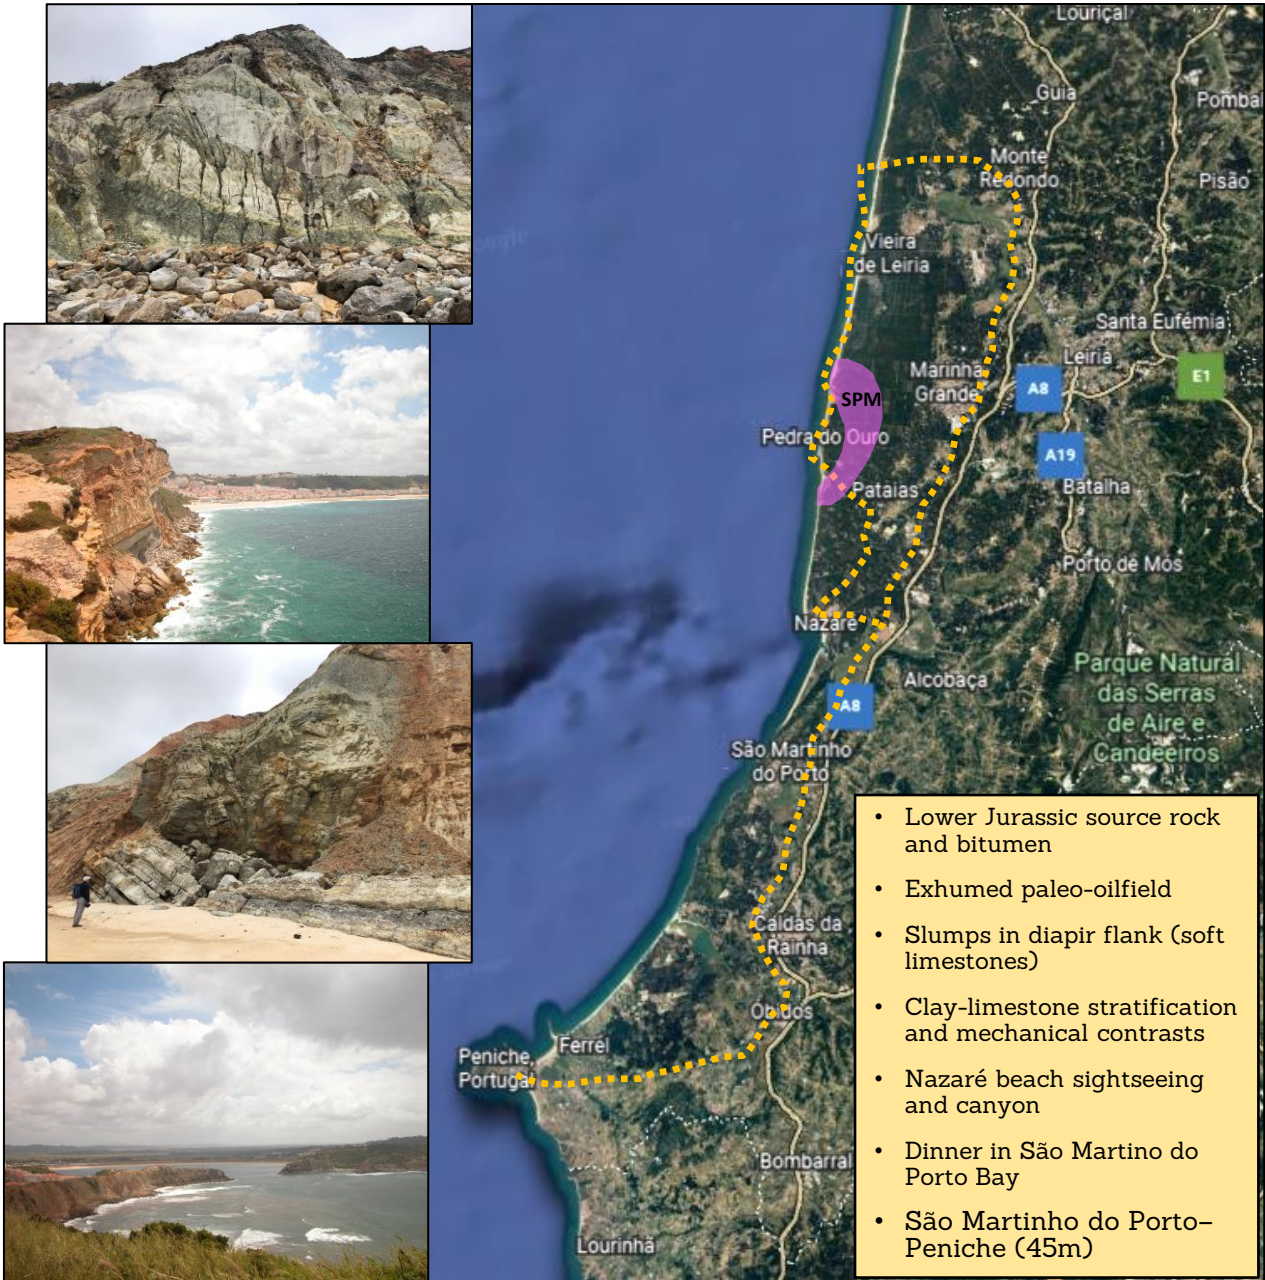 Louriçal
Guia
Pombal
Monte
Redondo
Pisão
Vieira
de Leiria
Santa Eufémia
Leiria
E1
Marinha
Grande
A8
SPM
Pedra do Ouro
A19
Pataias
Batalha
Porto de Mós
Nazaré
Parque Natural
das Serras
de Aire e
Candeeiros
Alcobaça
A8
São Martinho
do Porto
Caldas da
Rainha
Óbidos
Ferrel
Peniche,
Portugal
Bombarral
Lourinhã
• Lower Jurassic source rock
and bitumen
• Exhumed paleo-oilfield
• Slumps in diapir flank (soft
limestones)
• Clay-limestone stratification
and mechanical contrasts
• Nazaré beach sightseeing
and canyon
• Dinner in São Martino do
Porto Bay
• São Martinho do Porto–
Peniche (45m)